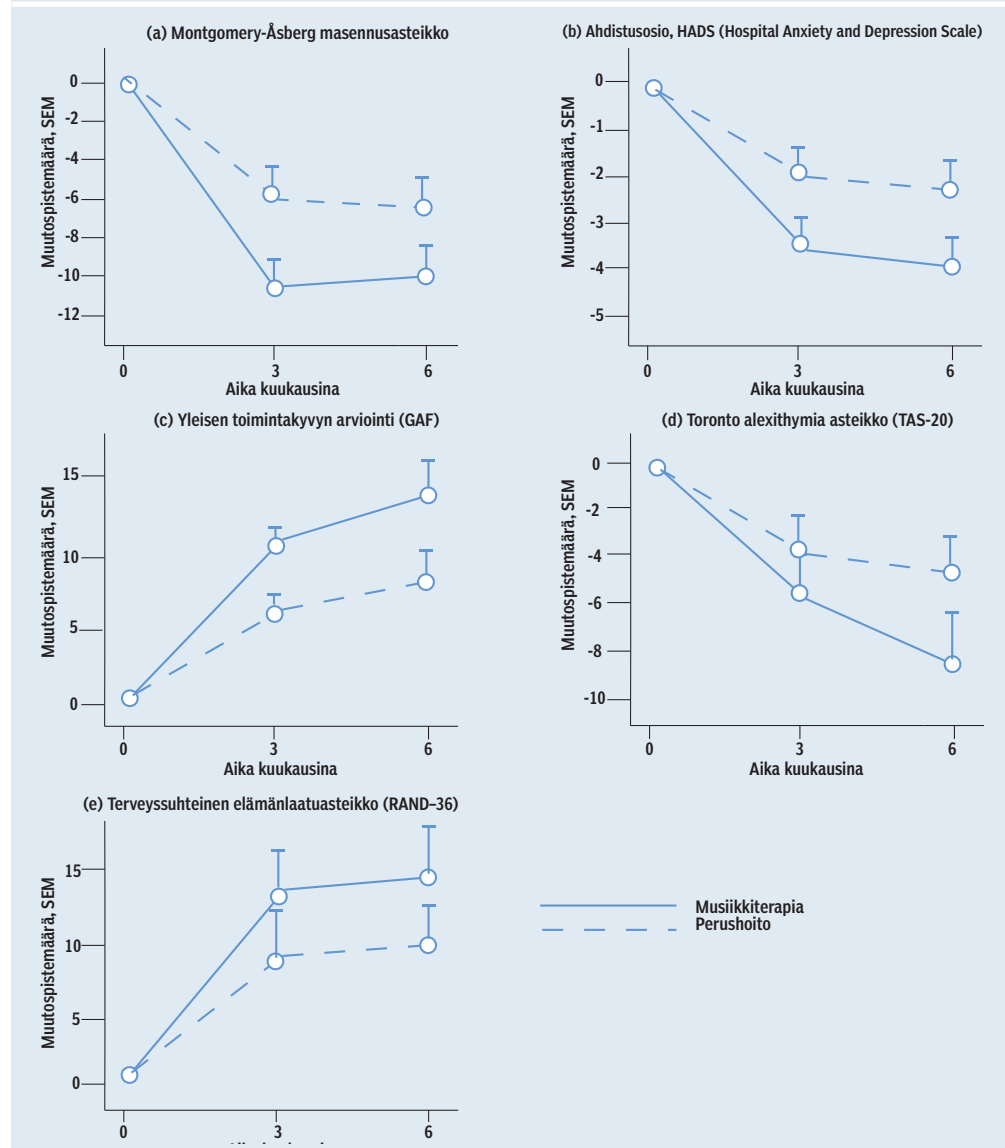 (a) Montgomery-Åsberg masennusasteikko
Muutospistemäärä, SEM
0
-2
-4
-6
-8
-10
-12
0 3 6
Aika kuukausina
(b) Ahdistusosio, HADS (Hospital Anxiety and Depression Scale)
Muutospistemäärä, SEM
0
-1
-2
-3
-4
-5
0 3 6
Aika kuukausina
(c) Yleisen toimintakyvyn arviointi (GAF)
Muutospistemäärä, SEM
15
10
5
0
0 3 6
Aika kuukausina
(d) Toronto alexithymia asteikko (TAS-20)
Muutospistemäärä, SEM
0
-2
-4
-6
-8
-10
0 3 6
Aika kuukausina
(e) Terveyssuhteinen elämänlaatuasteikko (RAND–36)
Muutospistemäärä, SEM
15
10
5
0
0 3 6
Musiikkiterapia
Perushoito